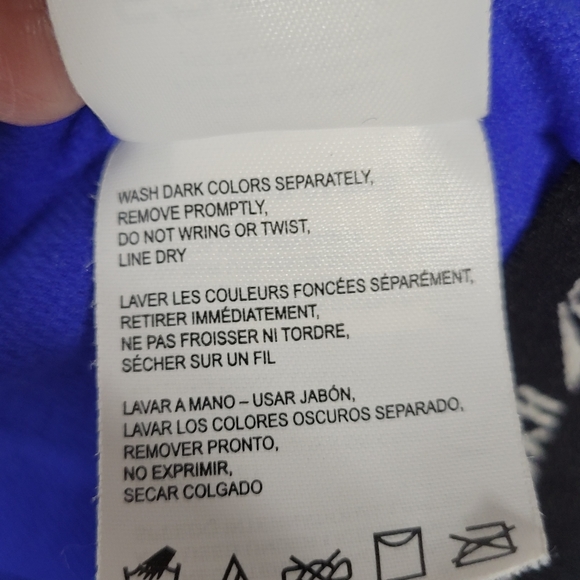 WASH DARK COLORS SEPARATELY,
REMOVE PROMPTLY,
DO NOT WRING OR TWIST,
LINE DRY
LAVER LES COULEURS FONCÉES SÉPARÉMENT,
RETIRER IMMÉDIATEMENT,
NE PAS FROISSER NI TORDRE,
SÉCHER SUR UN FIL
LAVAR A MANO – USAR JABÓN,
LAVAR LOS COLORES OSCUROS SEPARADO,
REMOVER PRONTO,
NO EXPRIMIR,
SECAR COLGADO